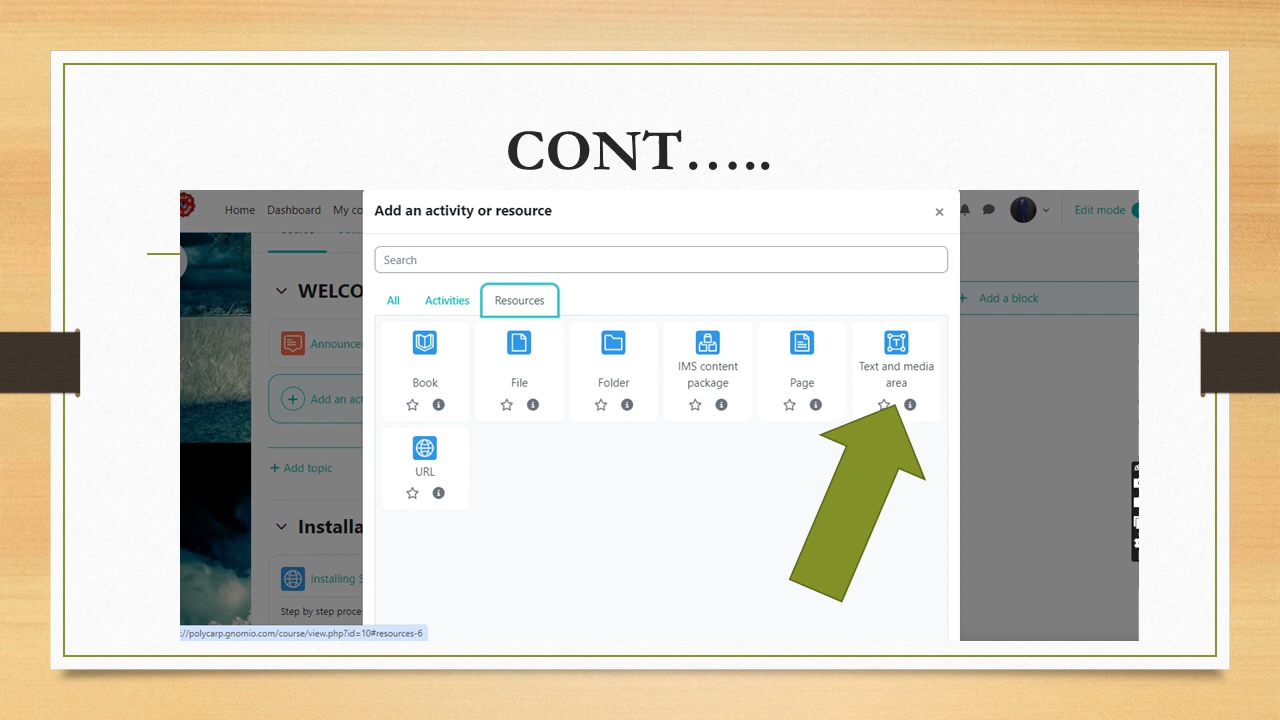 CONT…..
Home Dashboard My co
Add an activity or resource
Edit mode
Search
WELCO
All Activities Resources
Add a block
Announce
Book
File
Folder
IMS content
package
Page
Text and media
area
Add an act
+ Add topic
URL
Installa
Installing S
Step by step proce
://polycarp.gnomio.com/course/view.php?id=10#resources-6